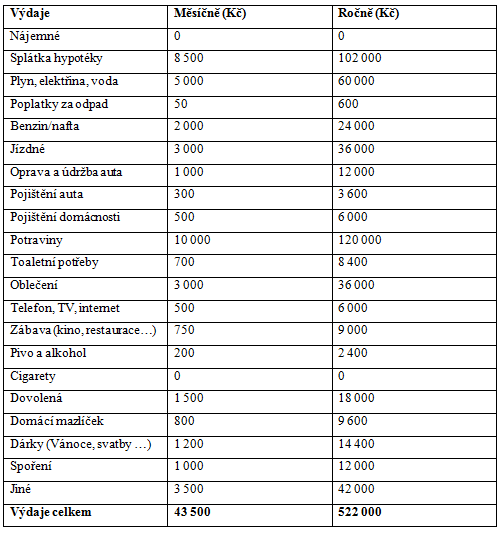 Výdaje Měsíčně (Kč) Ročně (Kč)
Nájemné 0 0
Splátka hypotéky 8 500 102 000
Plyn, elektřina, voda 5 000 60 000
Poplatky za odpad 50 600
Benzin/nafta 2 000 24 000
Jízdné 3 000 36 000
Oprava a údržba auta 1 000 12 000
Pojištění auta 300 3 600
Pojištění domácnosti 500 6 000
Potraviny 10 000 120 000
Toaletní potřeby 700 8 400
Oblečení 3 000 36 000
Telefon, TV, internet 500 6 000
Zábava (kino, restaurace…) 750 9 000
Pivo a alkohol 200 2 400
Cigarety 0 0
Dovolená 1 500 18 000
Domácí mazlíček 800 9 600
Dárky (Vánoce, svatby …) 1 200 14 400
Spoření 1 000 12 000
Jiné 3 500 42 000
Výdaje celkem 43 500 522 000